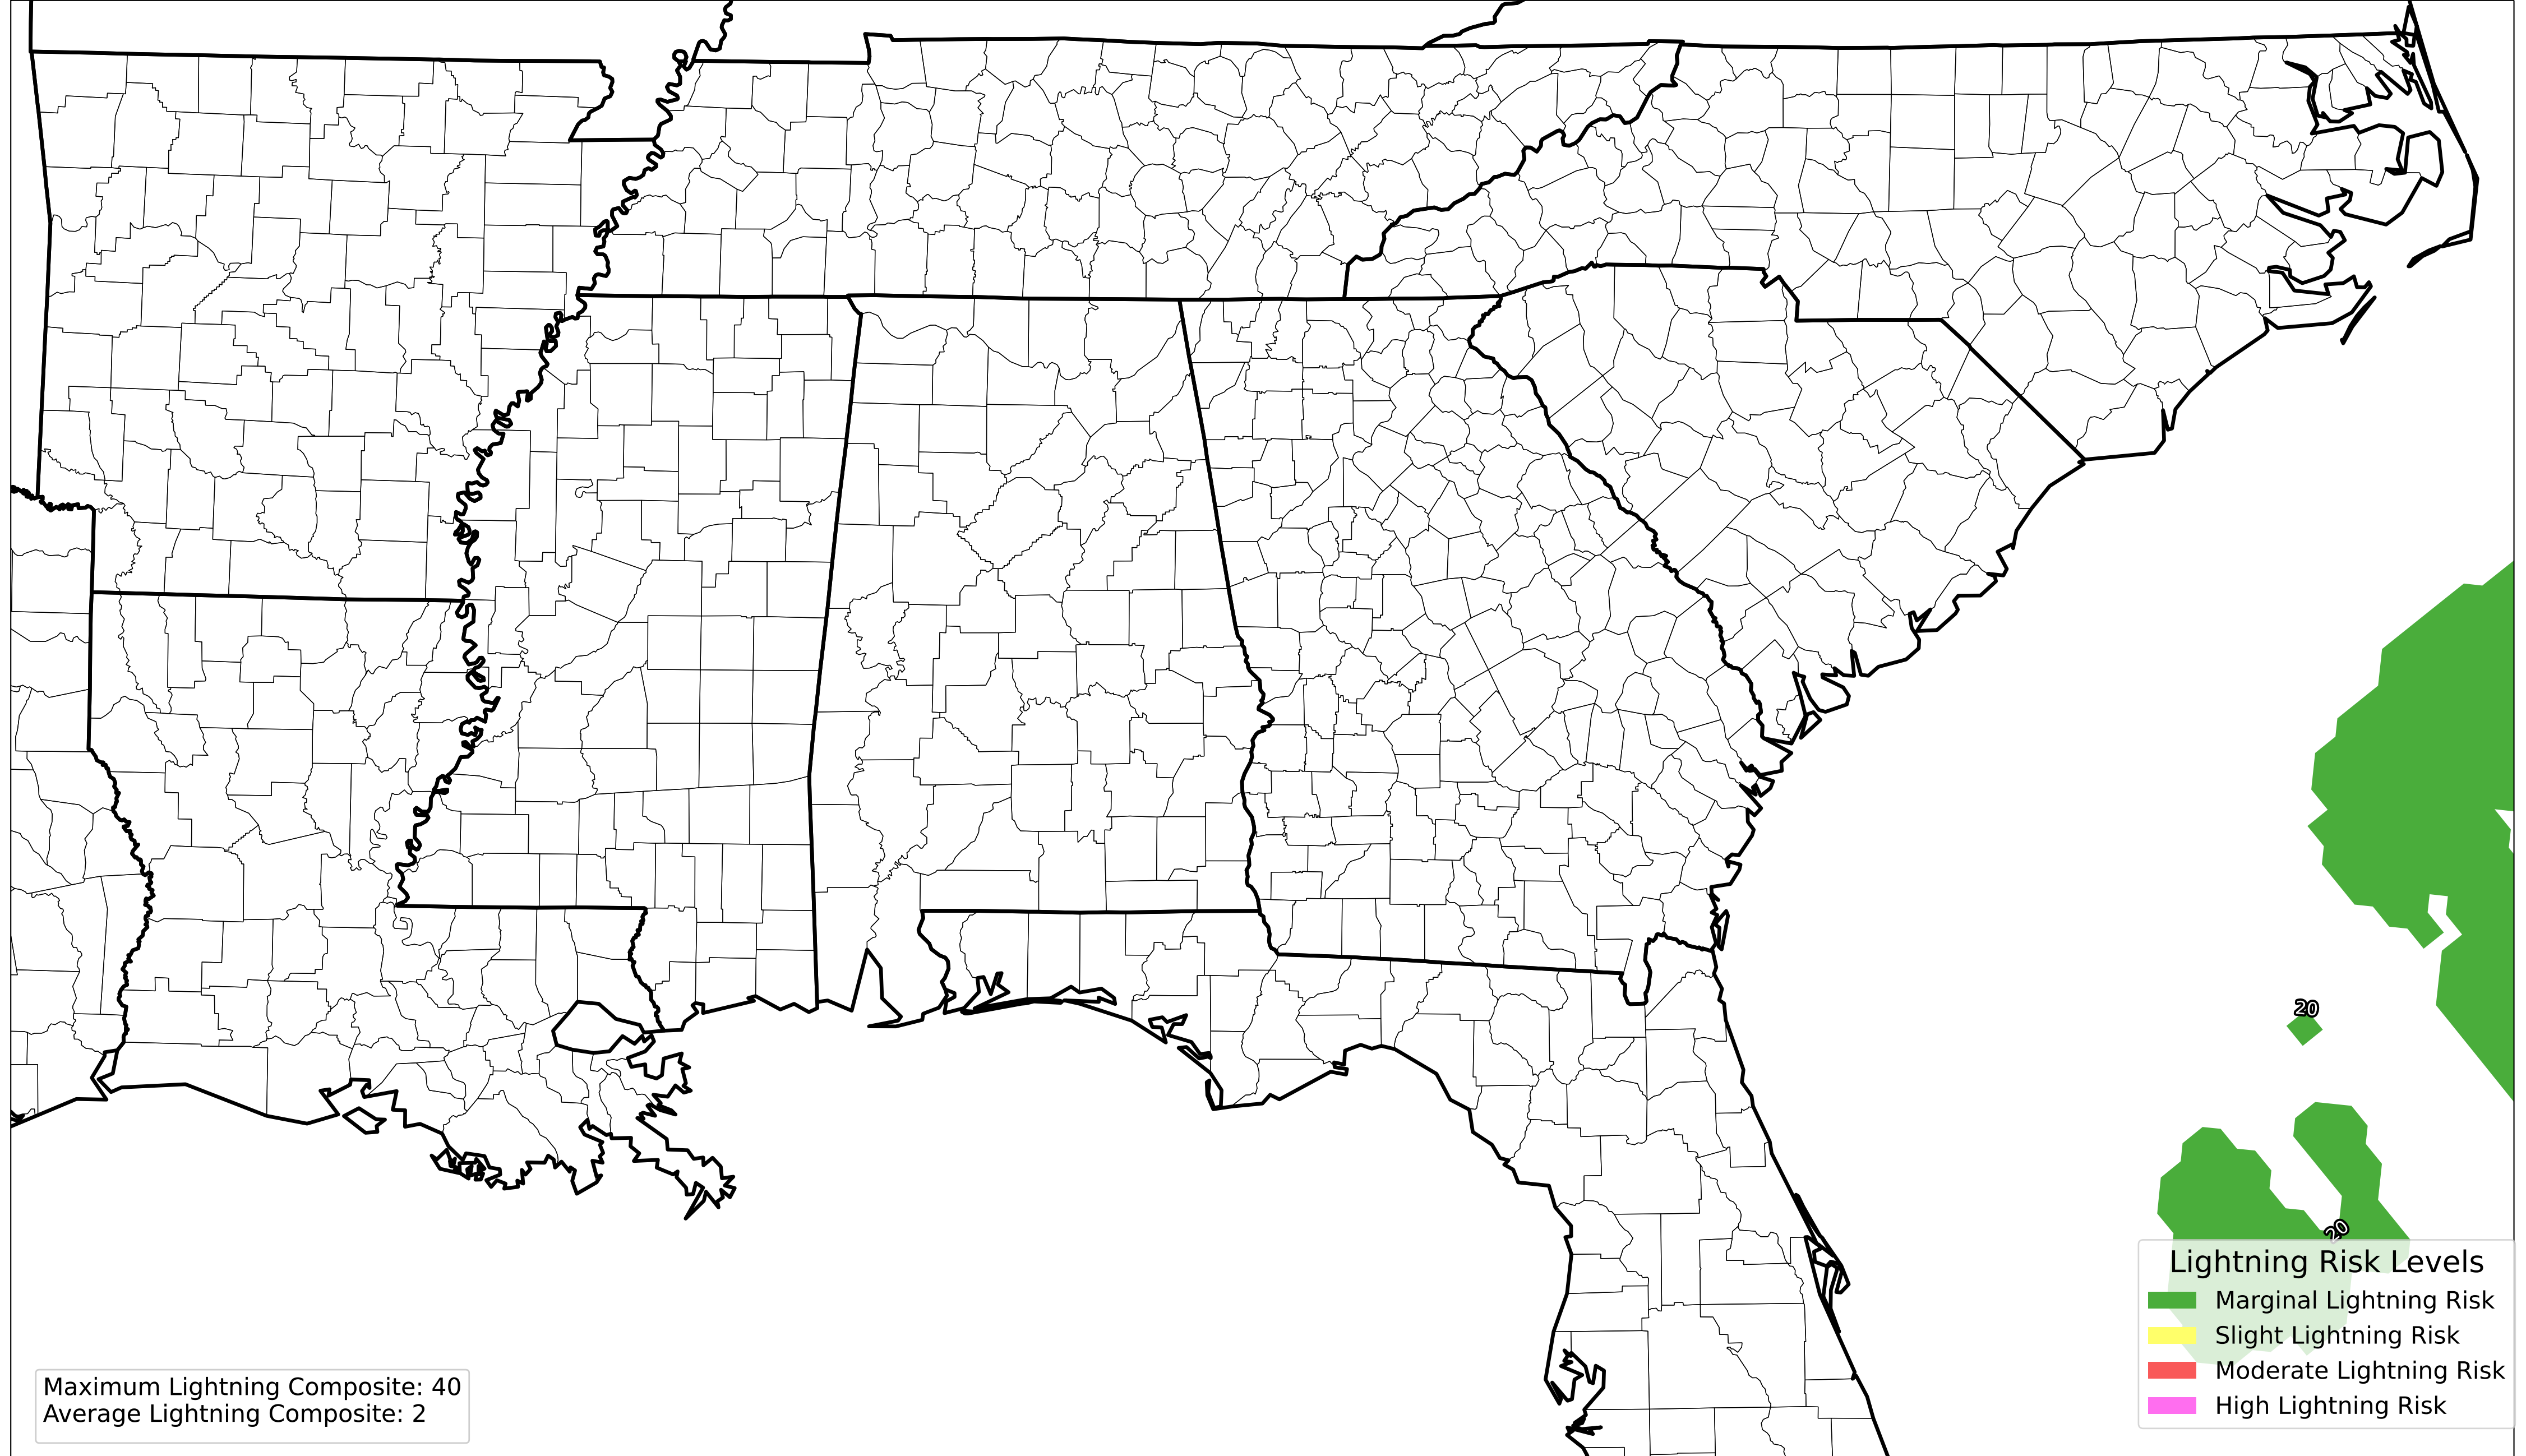 20
20
Lightning Risk Levels
Marginal Lightning Risk
Slight Lightning Risk
Moderate Lightning Risk
High Lightning Risk
Maximum Lightning Composite: 40
Average Lightning Composite: 2